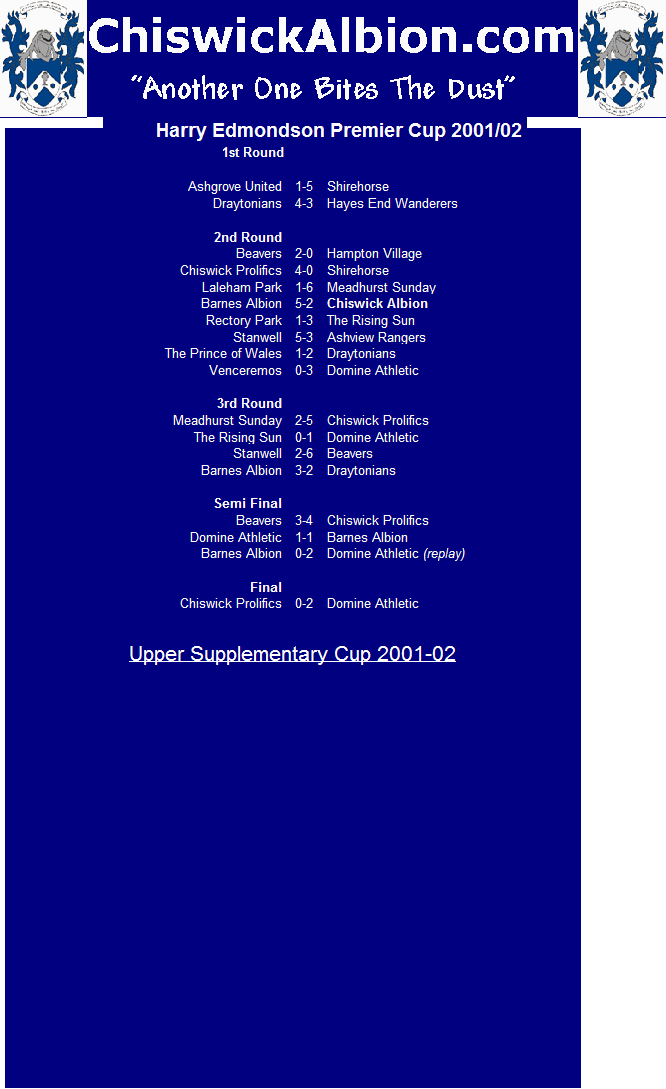 ChiswickAlbion.com
"Another One Bites The Dust"
Harry Edmondson Premier Cup 2001/02
1st Round
Ashgrove United 1-5 Shirehorse
Draytonians 4-3 Hayes End Wanderers
2nd Round
Beavers 2-0 Hampton Village
Chiswick Prolifics 4-0 Shirehorse
Laleham Park 1-6 Meadhurst Sunday
Barnes Albion 5-2 Chiswick Albion
Rectory Park 1-3 The Rising Sun
Stanwell 5-3 Ashview Rangers
The Prince of Wales 1-2 Draytonians
Venceremos 0-3 Domine Athletic
3rd Round
Meadhurst Sunday 2-5 Chiswick Prolifics
The Rising Sun 0-1 Domine Athletic
Stanwell 2-6 Beavers
Barnes Albion 3-2 Draytonians
Semi Final
Beavers 3-4 Chiswick Prolifics
Domine Athletic 1-1 Barnes Albion
Barnes Albion 0-2 Domine Athletic (replay)
Final
Chiswick Prolifics 0-2 Domine Athletic
Upper Supplementary Cup 2001-02